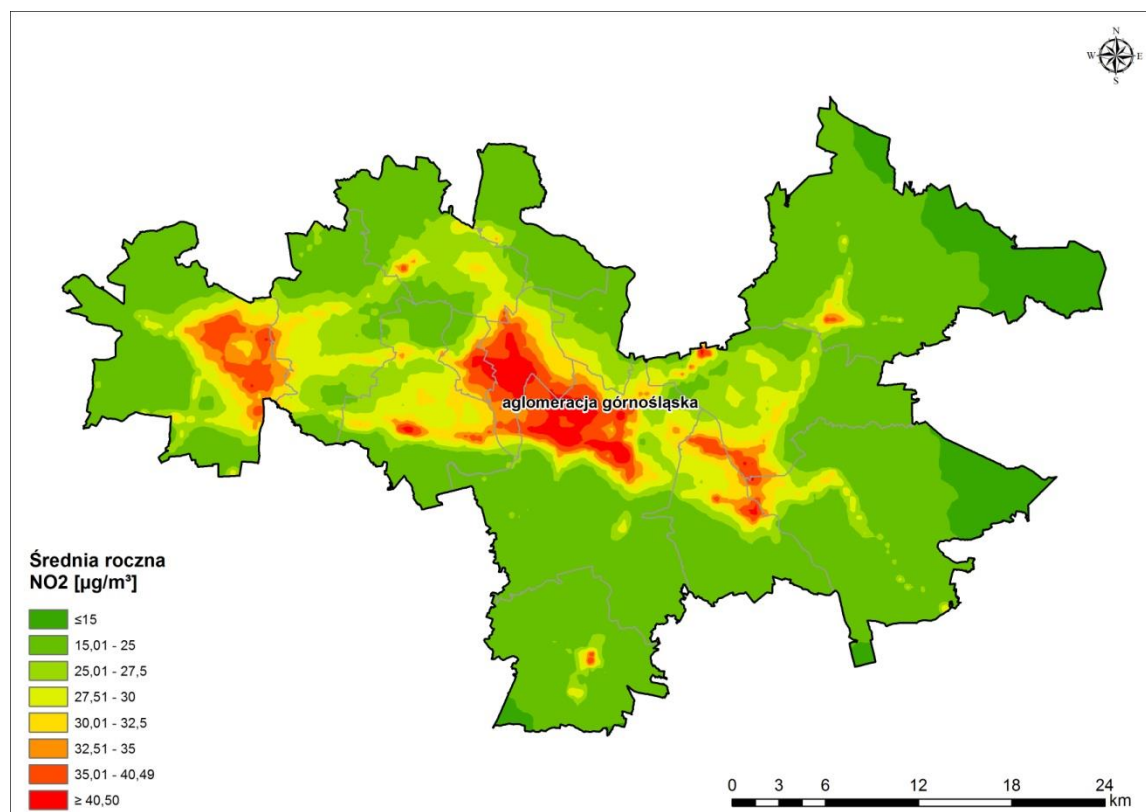 N
W E
S
aglomeracja górnośląska
Średnia roczna
NO2 [µg/m³]
≤15
15,01 - 25
25,01 - 27,5
27,51 - 30
30,01 - 32,5
32,51 - 35
35,01 - 40,49
≥ 40,50
0 3 6 12 18 24
km